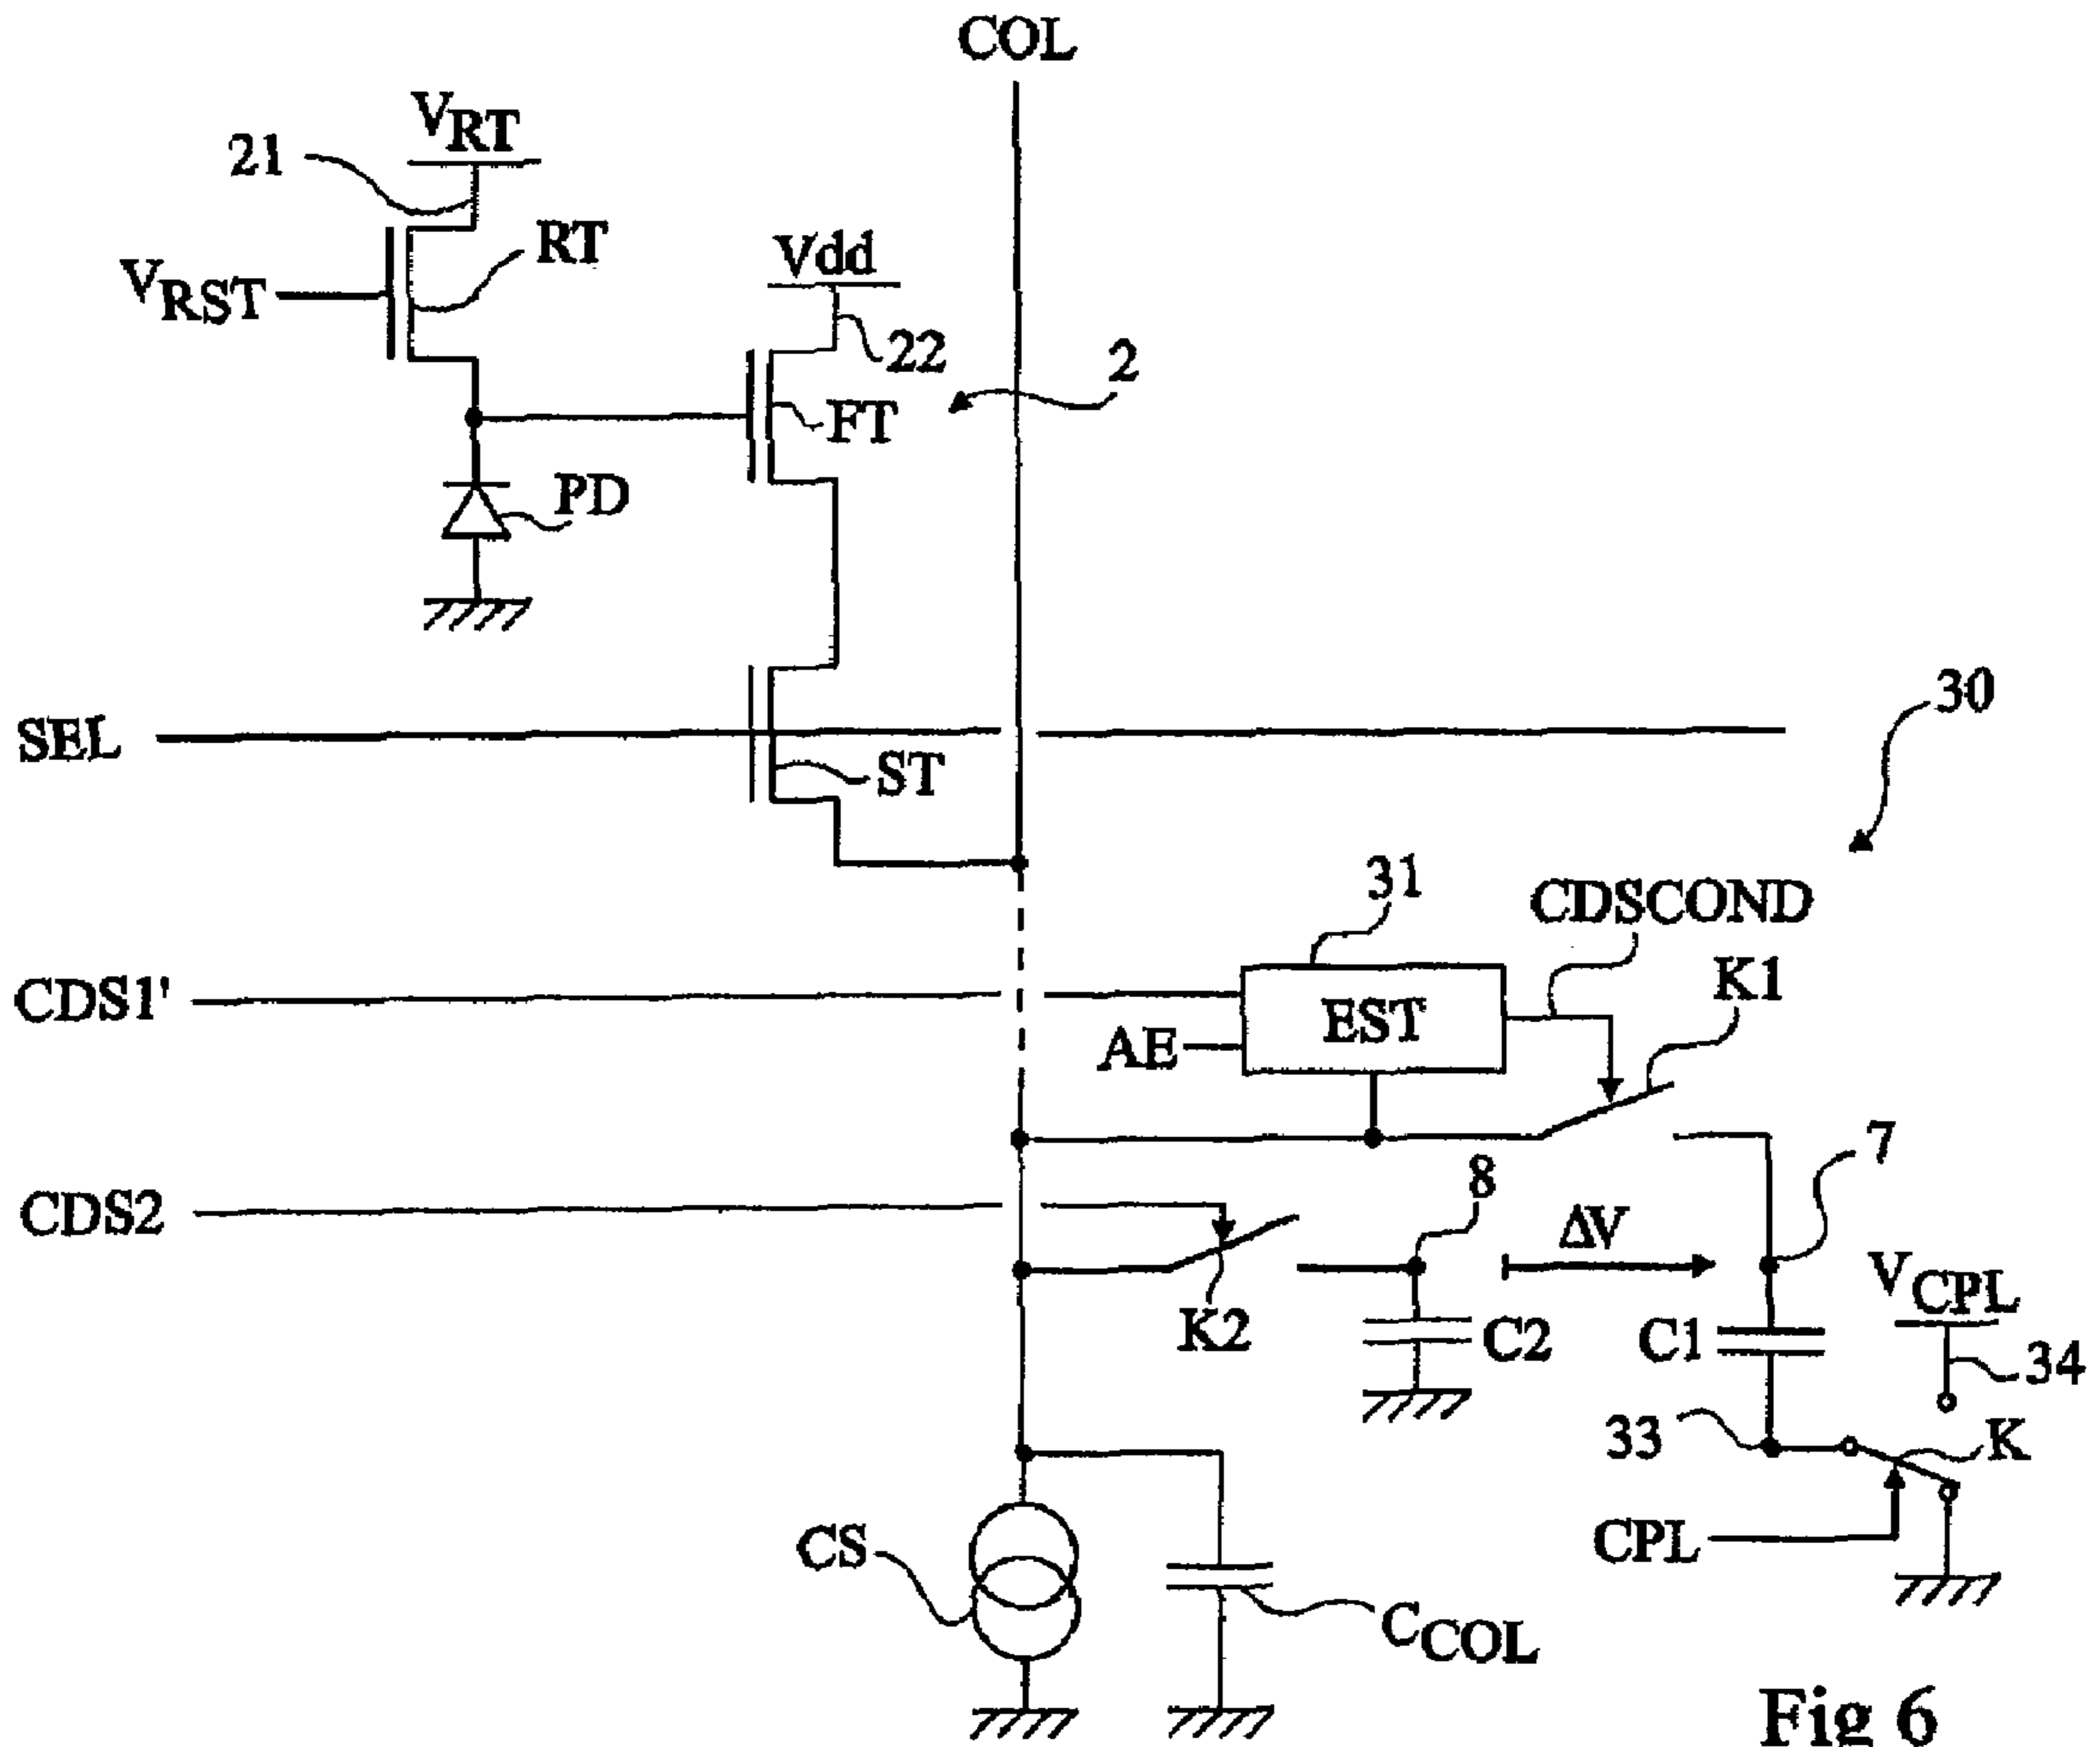 COL
VRT
21
RT
VRST
Vdd
22
2
FT
PD
30
SEL
ST
31
CDSCOND
K1
CDS1'
EST
AE
7
8
CDS2
ΔV
VCPL
K2
C2
C1
34
33
K
CS
CPL
CCOL
Fig 6